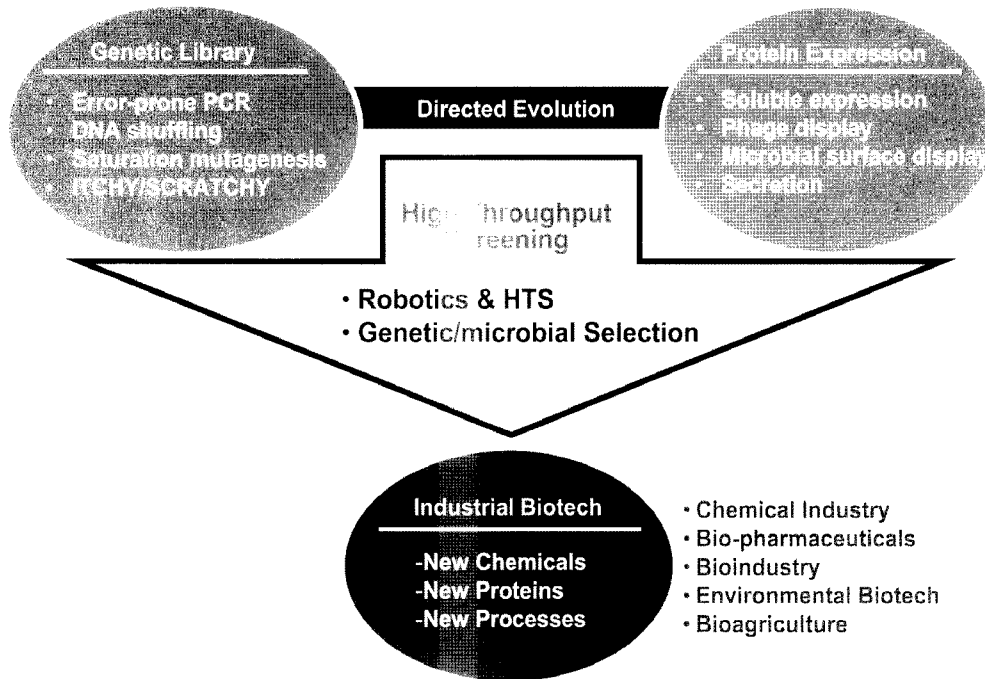 Genetic Library
· Error-prone PCR
· DNA shuffling
· Saturation mutagenesis
· ITCHY/SCRATCHY
Directed Evolution
Protein Expression
· Soluble expression
· Phage display
· Microbial surface display
· Secretion
High Throughput
Screening
· Robotics & HTS
· Genetic/microbial Selection
Industrial Biotech
-New Chemicals
-New Proteins
-New Processes
· Chemical Industry
· Bio-pharmaceuticals
· Bioindustry
· Environmental Biotech
· Bioagriculture